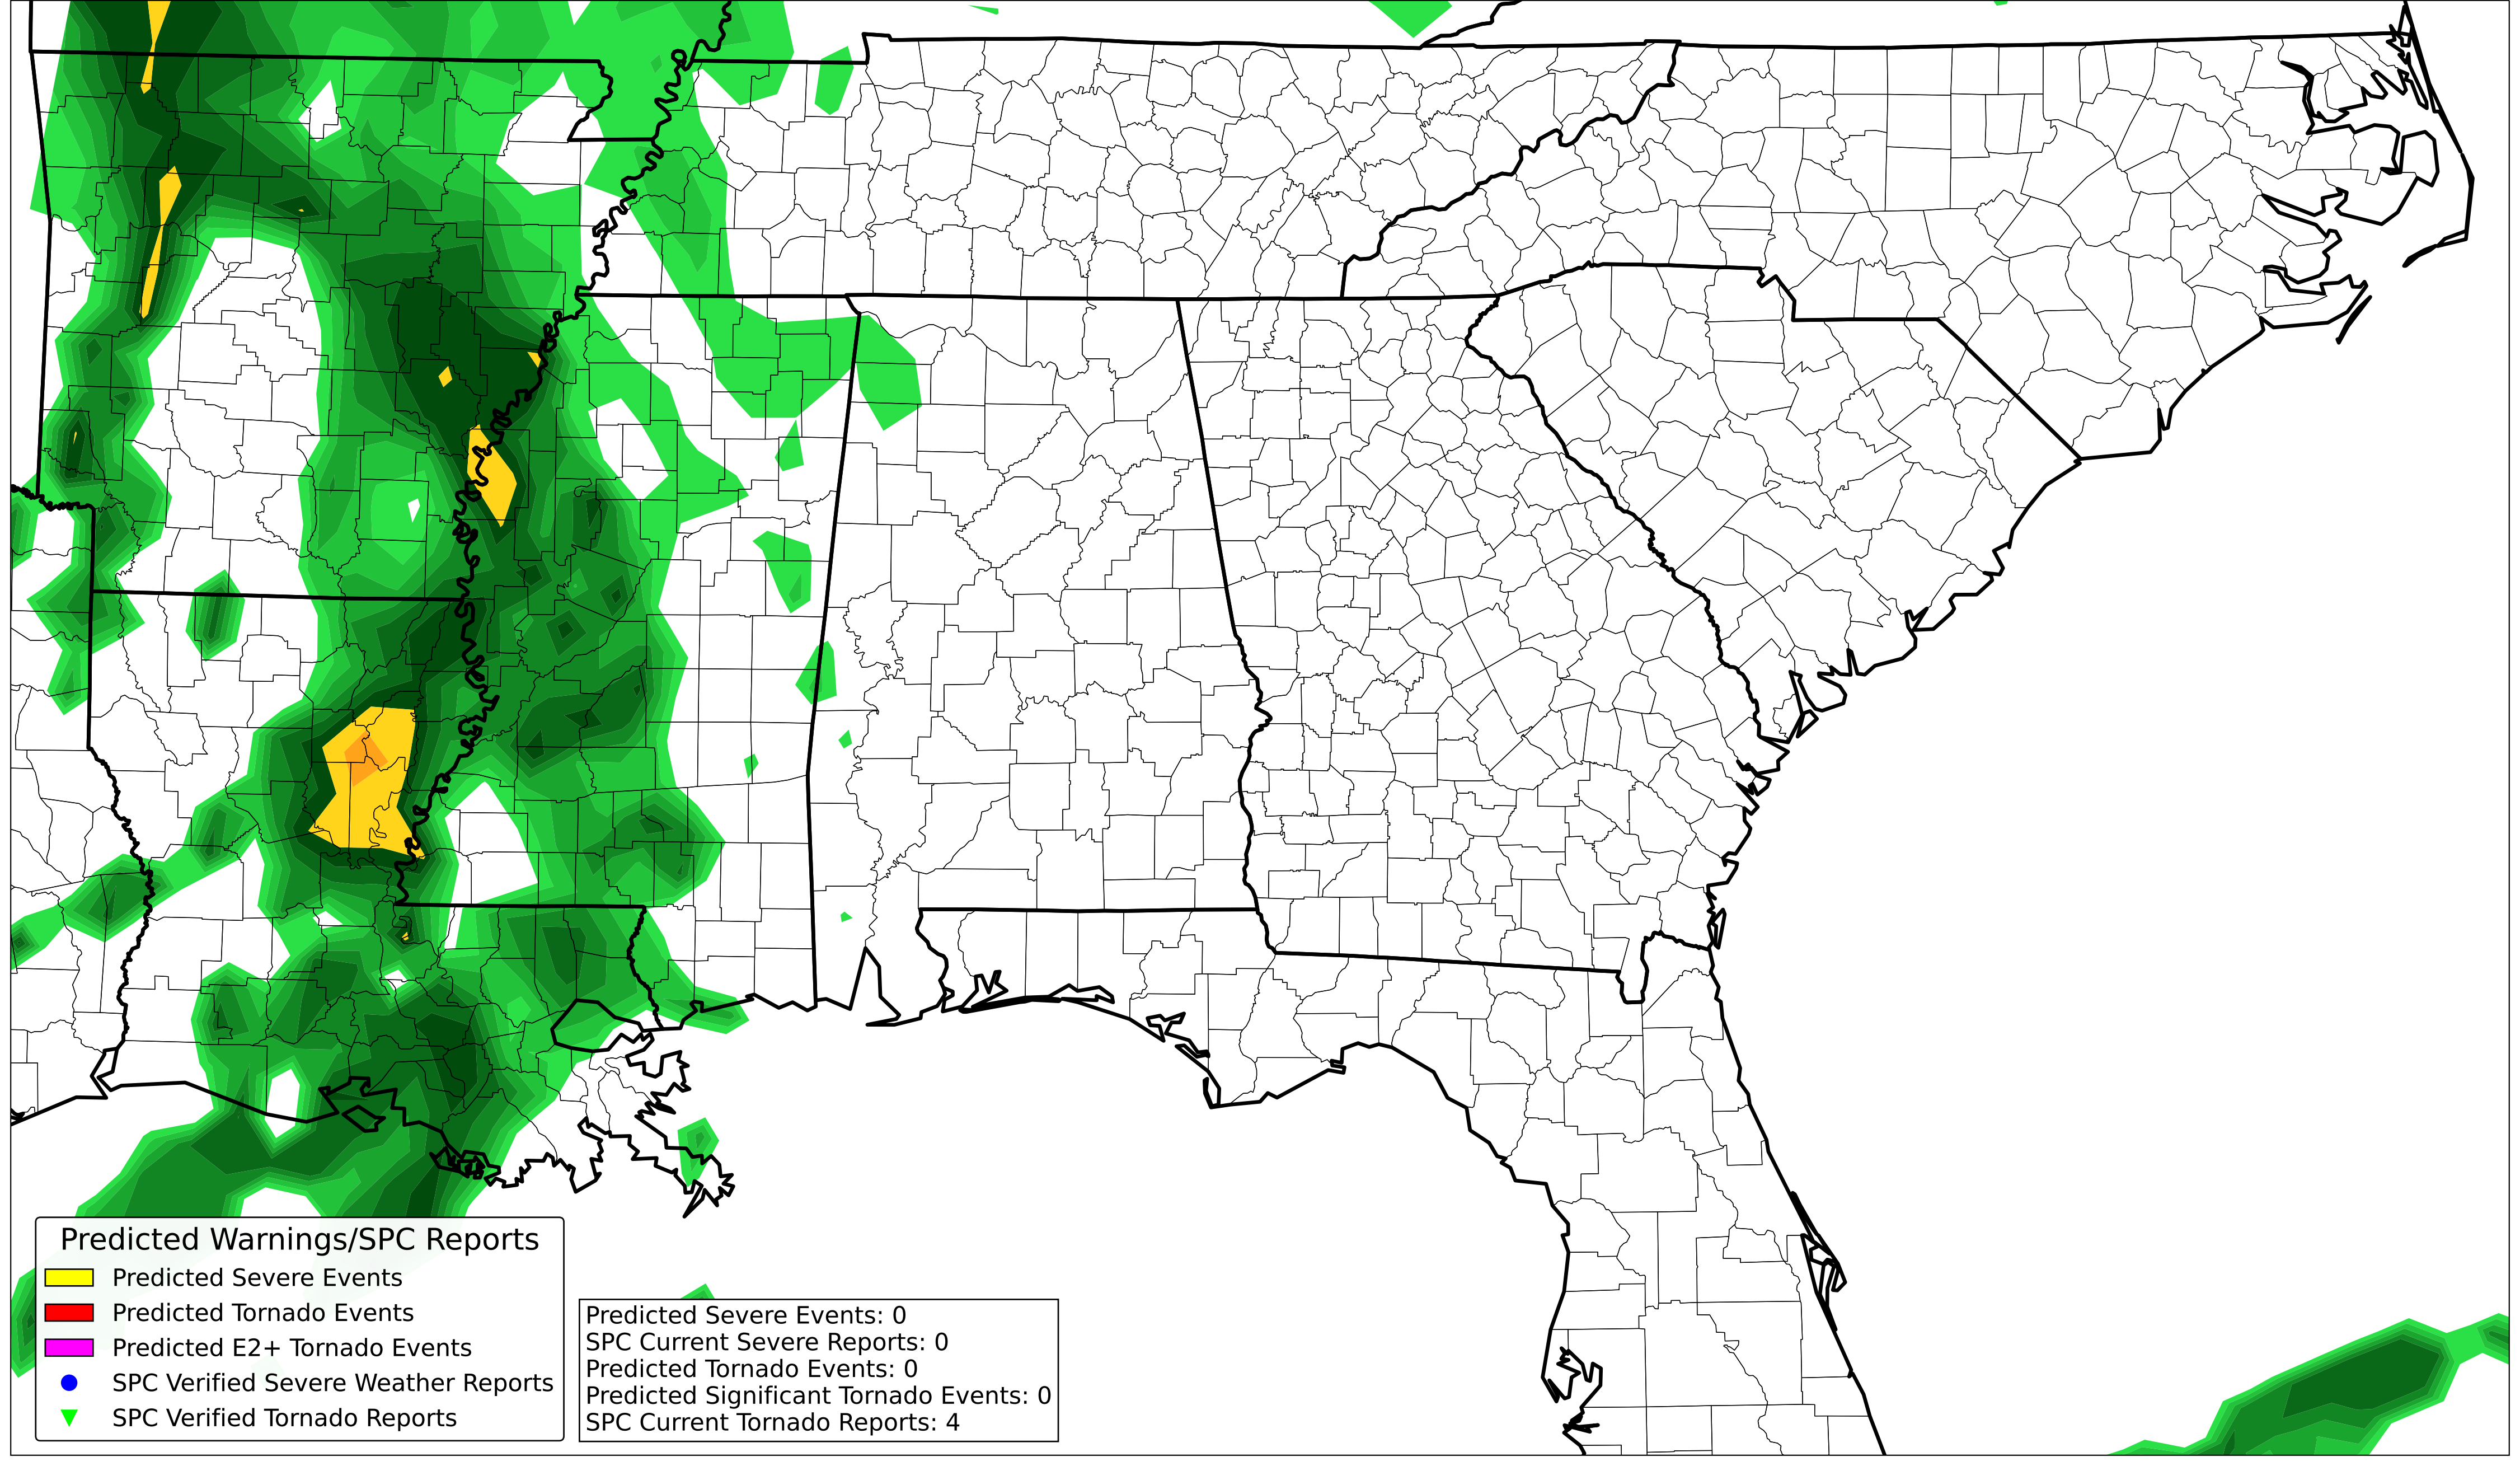 Predicted Warnings/SPC Reports
Predicted Severe Events
Predicted Tornado Events
Predicted E2+ Tornado Events
SPC Verified Severe Weather Reports
SPC Verified Tornado Reports
Predicted Severe Events: 0
SPC Current Severe Reports: 0
Predicted Tornado Events: 0
Predicted Significant Tornado Events: 0
SPC Current Tornado Reports: 4